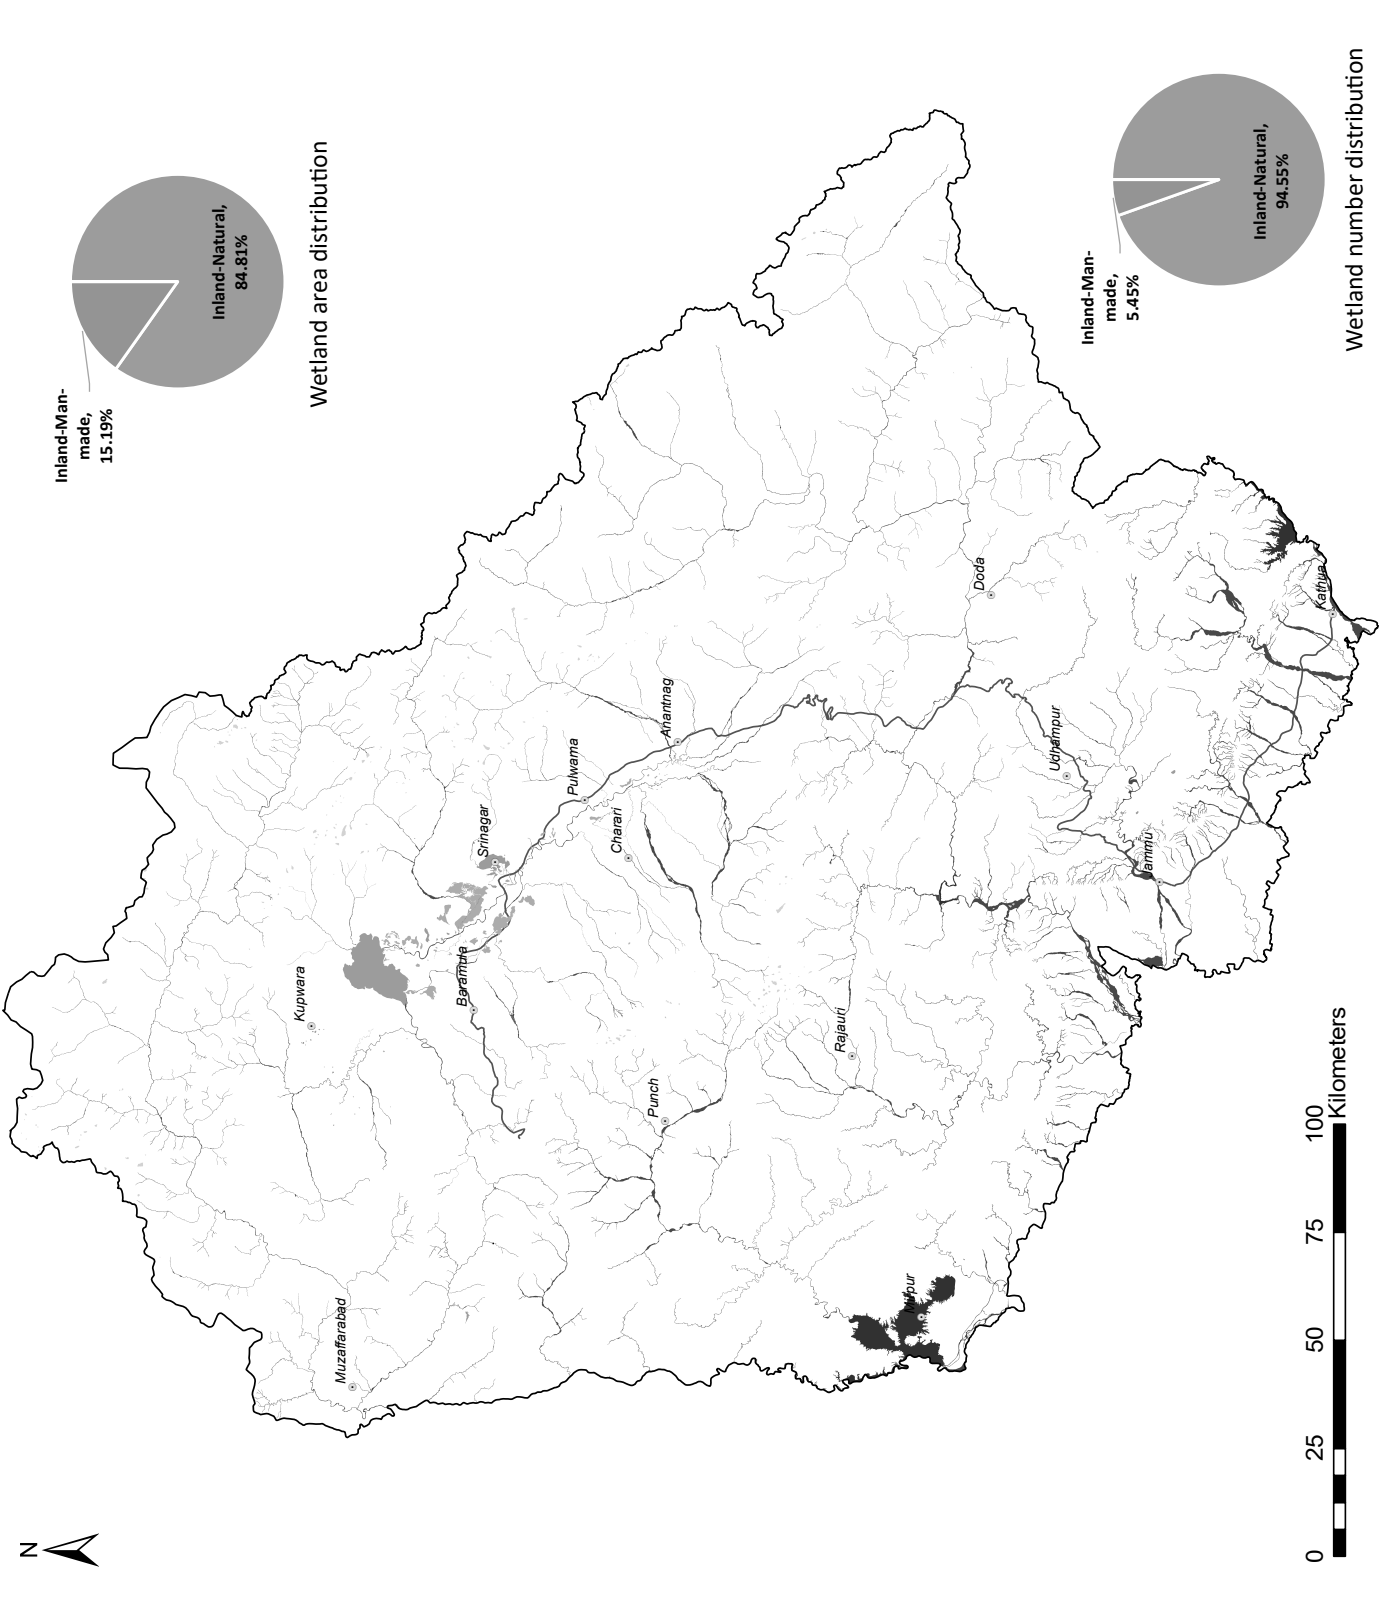 N
Inland-Man-
made,
15.19%
Inland-Natural,
84.81%
Wetland area distribution
Kupwara
Muzaffarabad
Baramula
Srinagar
Pulwama
Charari
Anantnag
Punch
Rajauri
Doda
Udhampur
Mirpur
Jammu
Kathua
Inland-Man-
made,
5.45%
Inland-Natural,
94.55%
Wetland number distribution
0 25 50 75 100
Kilometers